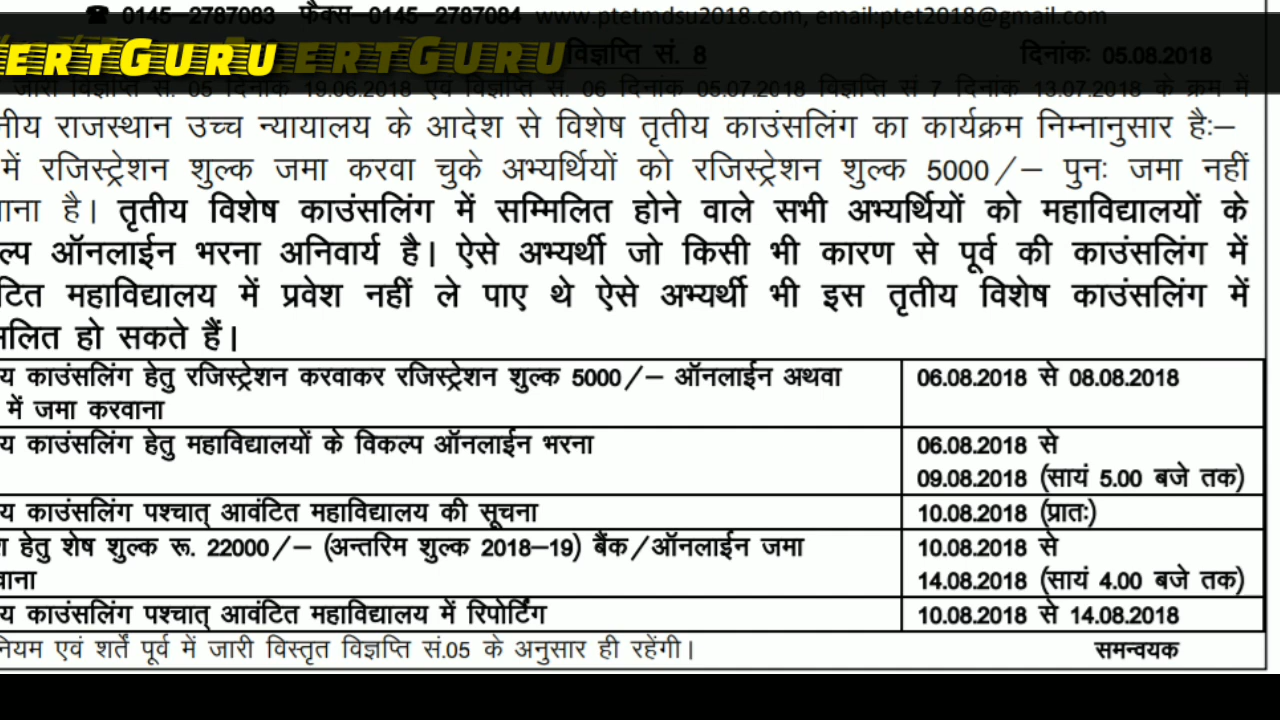 ☎ 0145–2787083 फैक्स–0145–2787084 www.ptetmdsu2018.com, email:ptet2018@gmail.com
ERTGURU ERTGURU विज्ञप्ति सं. 8 दिनांकः 05.08.2018
जारी विज्ञप्ति सं. 05 दिनांक 19.06.2018 एवं विज्ञप्ति सं. 06 दिनांक 05.07.2018 विज्ञप्ति सं 7 दिनांक 13.07.2018 के क्रम में
नीय राजस्थान उच्च न्यायालय के आदेश से विशेष तृतीय काउंसलिंग का कार्यक्रम निम्नानुसार हैः–
में रजिस्ट्रेशन शुल्क जमा करवा चुके अभ्यर्थियों को रजिस्ट्रेशन शुल्क 5000/– पुनः जमा नहीं
ाना है। तृतीय विशेष काउंसलिंग में सम्मिलित होने वाले सभी अभ्यर्थियों को महाविद्यालयों के
ल्प ऑनलाईन भरना अनिवार्य है। ऐसे अभ्यर्थी जो किसी भी कारण से पूर्व की काउंसलिंग में
टित महाविद्यालय में प्रवेश नहीं ले पाए थे ऐसे अभ्यर्थी भी इस तृतीय विशेष काउंसलिंग में
मलित हो सकते हैं।
य काउंसलिंग हेतु रजिस्ट्रेशन करवाकर रजिस्ट्रेशन शुल्क 5000/– ऑनलाईन अथवा 06.08.2018 से 08.08.2018
में जमा करवाना
य काउंसलिंग हेतु महाविद्यालयों के विकल्प ऑनलाईन भरना 06.08.2018 से
09.08.2018 (सायं 5.00 बजे तक)
य काउंसलिंग पश्चात् आवंटित महाविद्यालय की सूचना 10.08.2018 (प्रातः)
श हेतु शेष शुल्क रू. 22000/– (अन्तरिम शुल्क 2018–19) बैंक/ऑनलाईन जमा 10.08.2018 से
वाना 14.08.2018 (सायं 4.00 बजे तक)
य काउंसलिंग पश्चात् आवंटित महाविद्यालय में रिपोर्टिंग 10.08.2018 से 14.08.2018
नियम एवं शर्तें पूर्व में जारी विस्तृत विज्ञप्ति सं.05 के अनुसार ही रहेंगी। समन्वयक